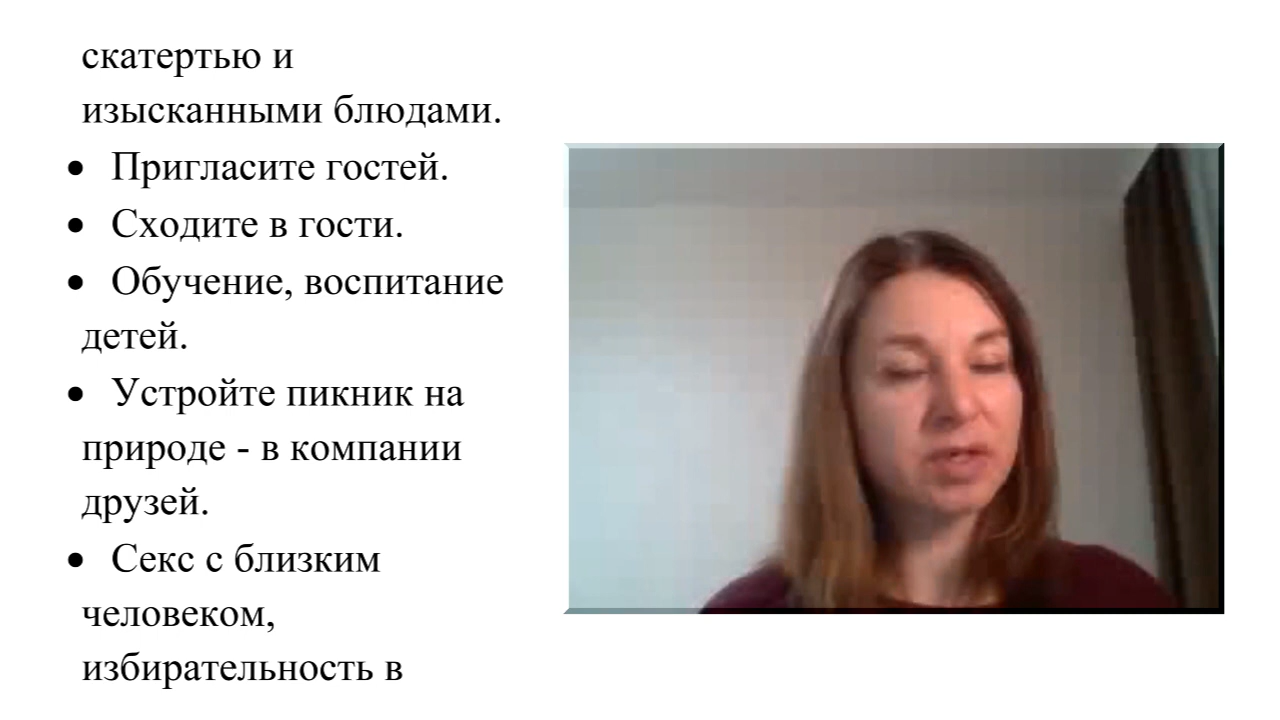 скатертью и
изысканными блюдами.
• Пригласите гостей.
• Сходите в гости.
• Обучение, воспитание
детей.
• Устройте пикник на
природе - в компании
друзей.
• Секс с близким
человеком,
избирательность в